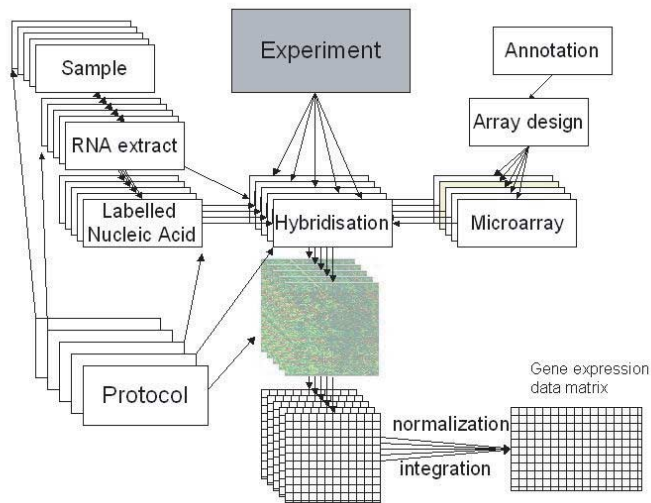 Experiment
Annotation
Sample
Array design
RNA extract
Labelled
Nucleic Acid
Hybridisation
Microarray
Protocol
Gene expression
data matrix
normalization
integration